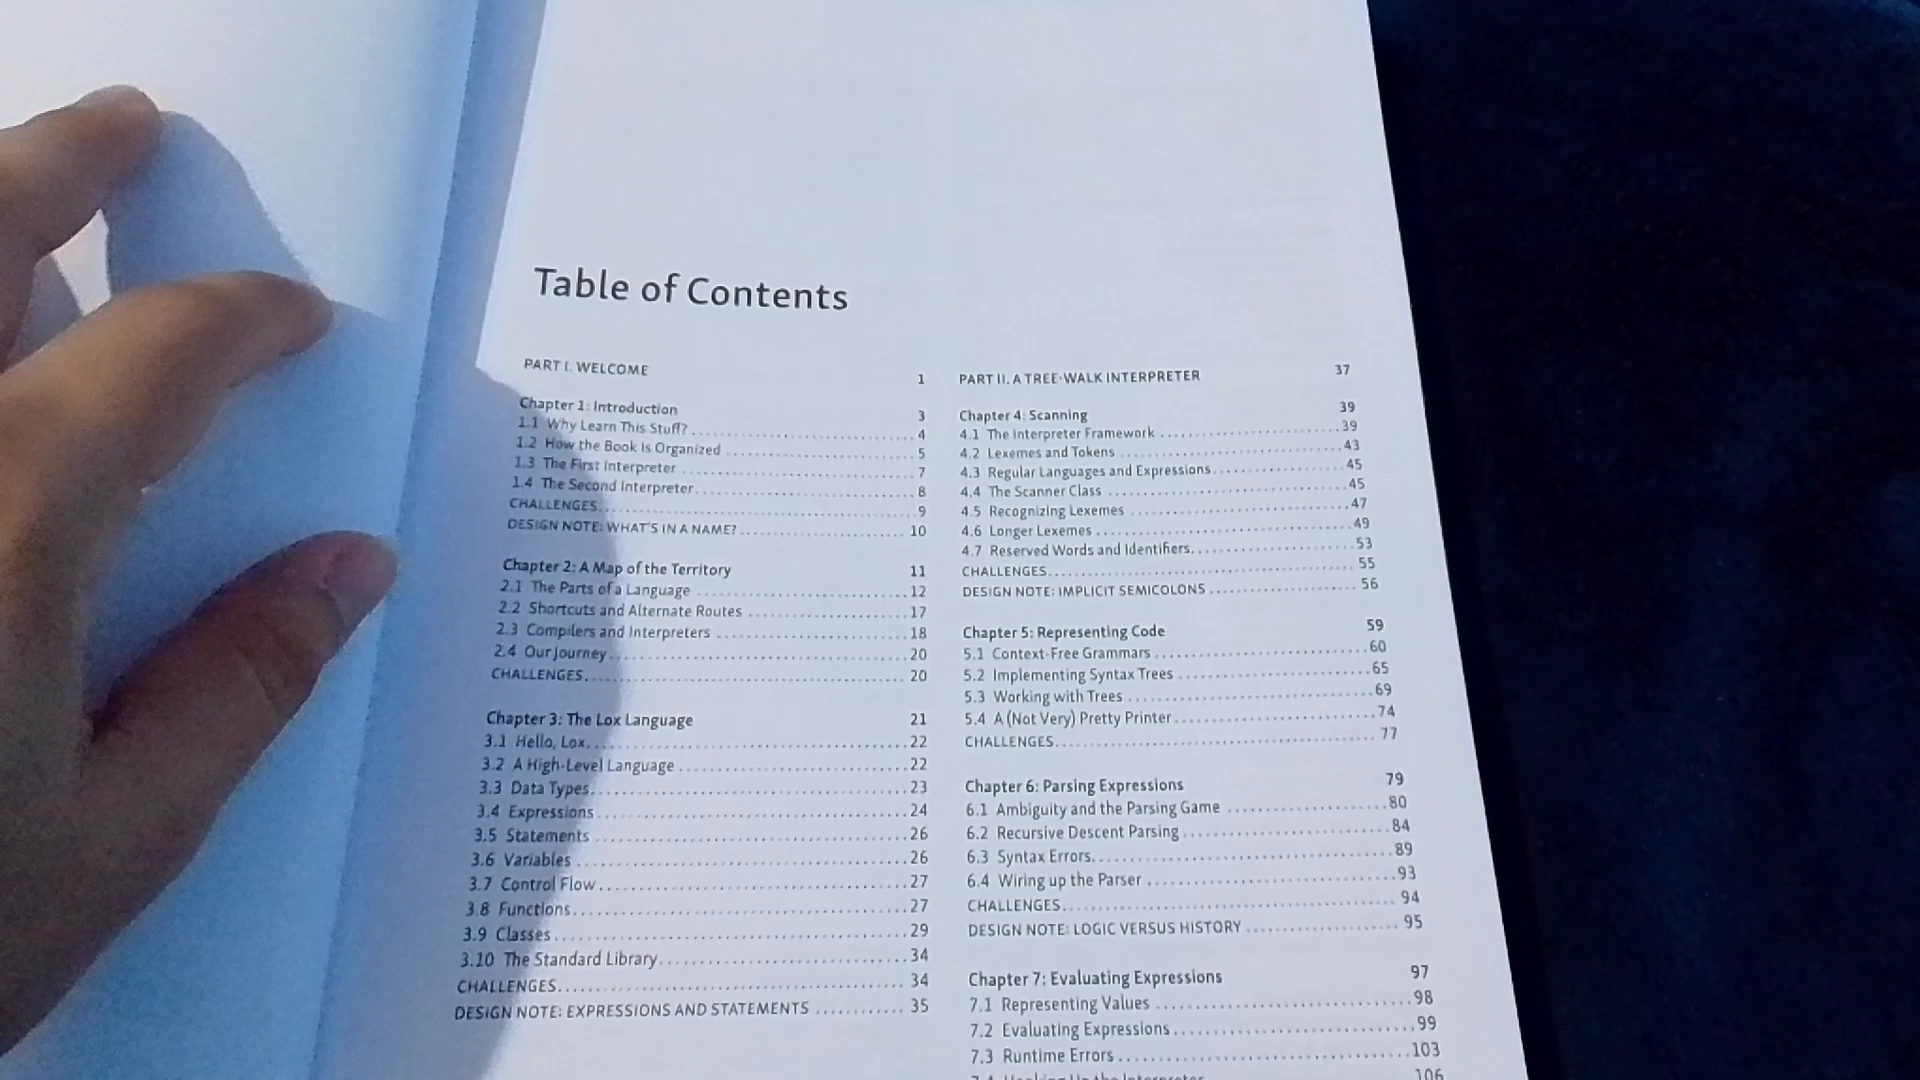 Table of Contents
PART I. WELCOME 1
Chapter 1: Introduction 3
1.1 Why Learn This Stuff? 4
1.2 How the Book Is Organized 5
1.3 The First Interpreter 7
1.4 The Second Interpreter 8
CHALLENGES 9
DESIGN NOTE: WHAT'S IN A NAME? 10
Chapter 2: A Map of the Territory 11
2.1 The Parts of a Language 12
2.2 Shortcuts and Alternate Routes 17
2.3 Compilers and Interpreters 18
2.4 Our Journey 20
CHALLENGES 20
Chapter 3: The Lox Language 21
3.1 Hello, Lox 22
3.2 A High-Level Language 22
3.3 Data Types 23
3.4 Expressions 24
3.5 Statements 26
3.6 Variables 26
3.7 Control Flow 27
3.8 Functions 27
3.9 Classes 29
3.10 The Standard Library 34
CHALLENGES 34
DESIGN NOTE: EXPRESSIONS AND STATEMENTS 35
PART II. A TREE-WALK INTERPRETER 37
Chapter 4: Scanning 39
4.1 The Interpreter Framework 39
4.2 Lexemes and Tokens 43
4.3 Regular Languages and Expressions 45
4.4 The Scanner Class 45
4.5 Recognizing Lexemes 47
4.6 Longer Lexemes 49
4.7 Reserved Words and Identifiers 53
CHALLENGES 55
DESIGN NOTE: IMPLICIT SEMICOLONS 56
Chapter 5: Representing Code 59
5.1 Context-Free Grammars 60
5.2 Implementing Syntax Trees 65
5.3 Working with Trees 69
5.4 A (Not Very) Pretty Printer 74
CHALLENGES 77
Chapter 6: Parsing Expressions 79
6.1 Ambiguity and the Parsing Game 80
6.2 Recursive Descent Parsing 84
6.3 Syntax Errors 89
6.4 Wiring up the Parser 93
CHALLENGES 94
DESIGN NOTE: LOGIC VERSUS HISTORY 95
Chapter 7: Evaluating Expressions 97
7.1 Representing Values 98
7.2 Evaluating Expressions 99
7.3 Runtime Errors 103
106